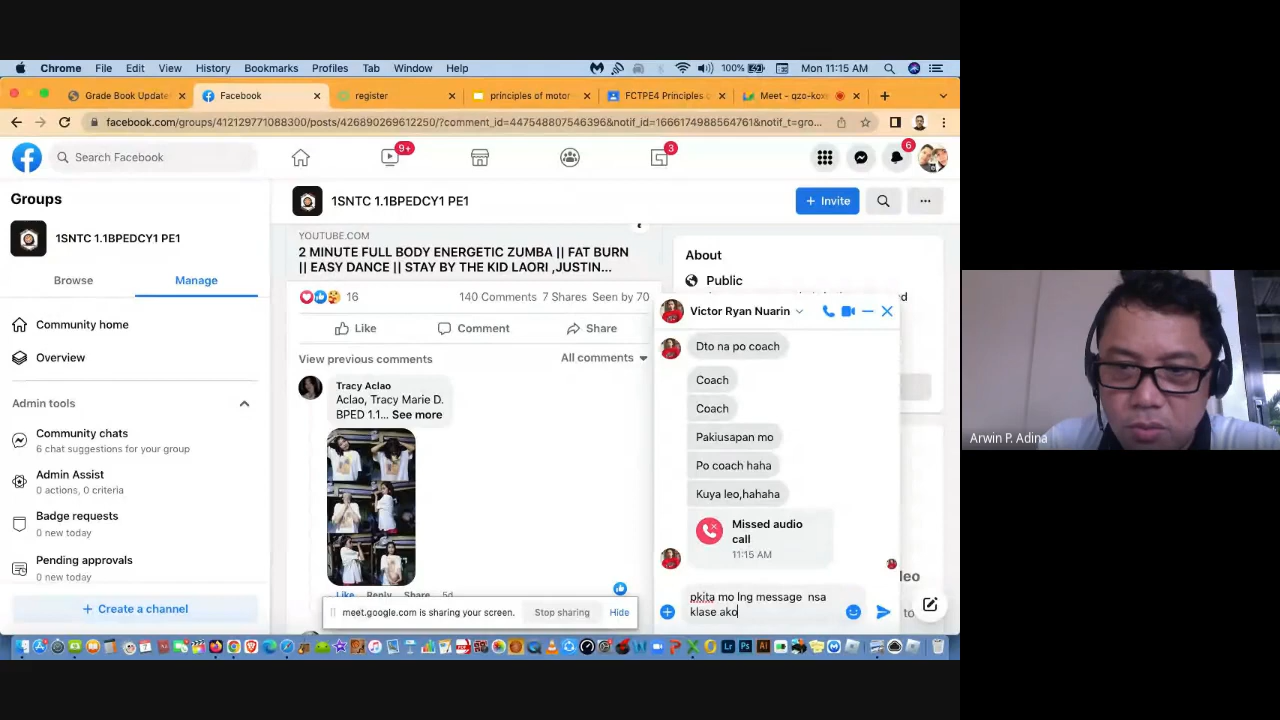 Chrome File Edit View History Bookmarks Profiles Tab Window Help
100% Mon 11:15 AM
Grade Book Update
Facebook
register
principles of motor
FCTPE4 Principles o
Meet - qzo-kox
facebook.com/groups/412129771088300/posts/426890269612250/?comment_id=447548807546396&notif_id=1666174988564761&notif_t=gro...
Search Facebook
9+
3
6
Groups
1SNTC 1.1BPEDCY1 PE1
Browse
Manage
Community home
Overview
Admin tools
Community chats
6 chat suggestions for your group
Admin Assist
0 actions, 0 criteria
Badge requests
0 new today
Pending approvals
0 new today
+ Create a channel
1SNTC 1.1BPEDCY1 PE1
+ Invite
YOUTUBE.COM
2 MINUTE FULL BODY ENERGETIC ZUMBA || FAT BURN
|| EASY DANCE || STAY BY THE KID LAORI ,JUSTIN...
16
140 Comments 7 Shares Seen by 70
Like
Comment
Share
View previous comments
All comments
Tracy Aclao
Aclao, Tracy Marie D.
BPED 1.1... See more
Like Reply Share 5d
meet.google.com is sharing your screen.
Stop sharing
Hide
About
Public
Victor Ryan Nuarin
Dto na po coach
Coach
Coach
Pakiusapan mo
Po coach haha
Kuya leo,hahaha
Missed audio
call
11:15 AM
pkita mo lng message nsa
klase ako
Arwin P. Adina